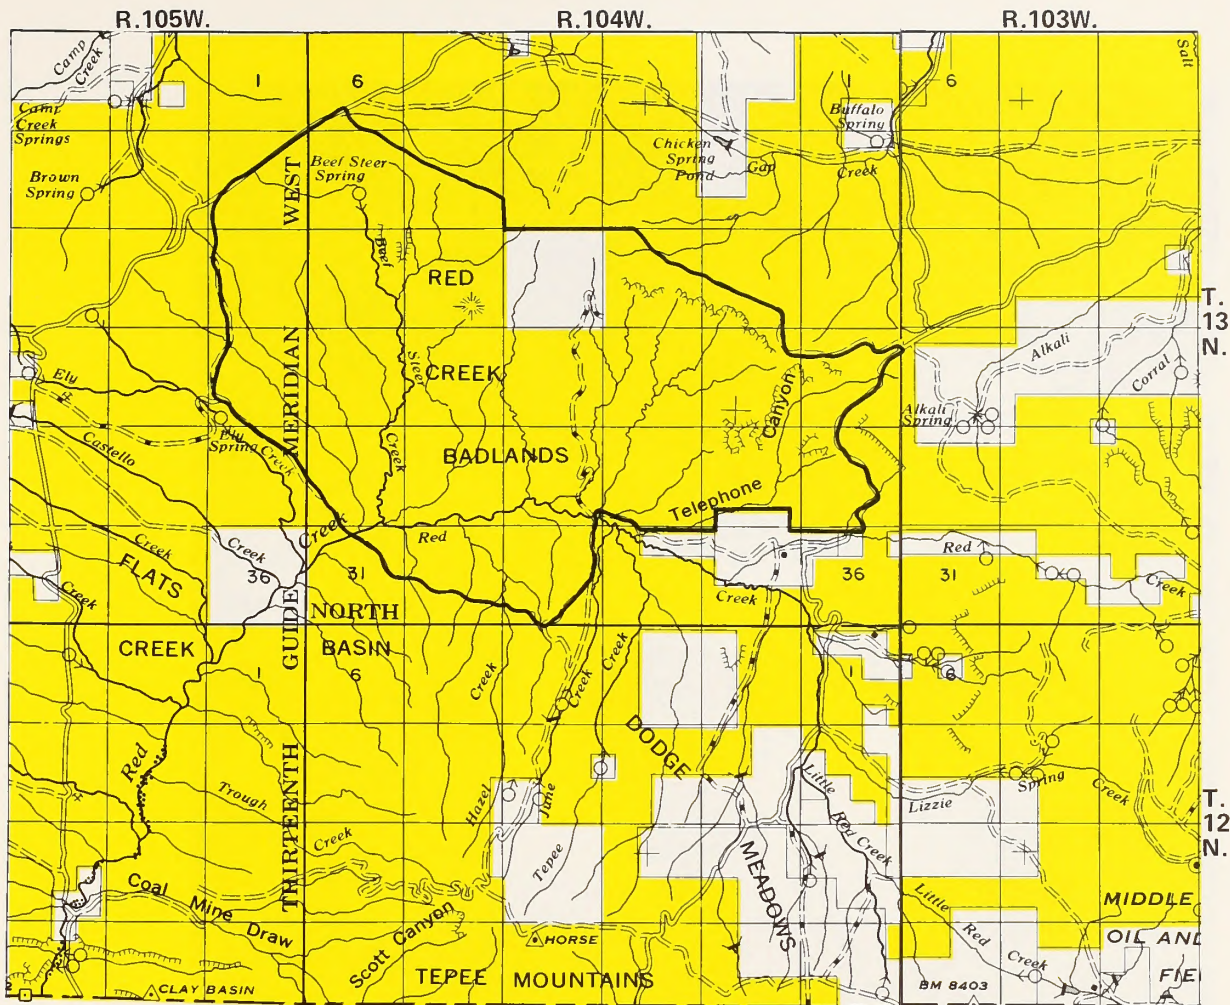 R.105W.
R.104W.
R.103W.
Camp
Creek
1
6
1
6
Salt
Camp
Creek
Springs
Buffalo
Spring
Brown
Spring
Beef Steer
Spring
Chicken
Spring
Pond
Gap
Creek
WEST
Beef
RED
T.
13
N.
MERIDIAN
Steer
CREEK
Canyon
Alkali
Corral
Ely
Ely
Spring
Creek
Alkali
Spring
Castello
Creek
BADLANDS
Telephone
Creek
Red
Creek
Creek
36
31
36
31
Red
Creek
FLATS
Creek
Creek
GUIDE
NORTH
CREEK
1
BASIN
6
Creek
Creek
Creek
1
6
DODGE
Red
THIRTEENTH
Trough
Creek
Hazel
Jane
Little
Red Creek
Lizzie
Spring
Creek
T.
12
N.
Tepee
MEADOWS
Coal
Mine
Draw
Scott Canyon
HORSE
Little
Red
Creek
MIDDLE
OIL AND
FIE
CLAY BASIN
TEPEE MOUNTAINS
BM 8403